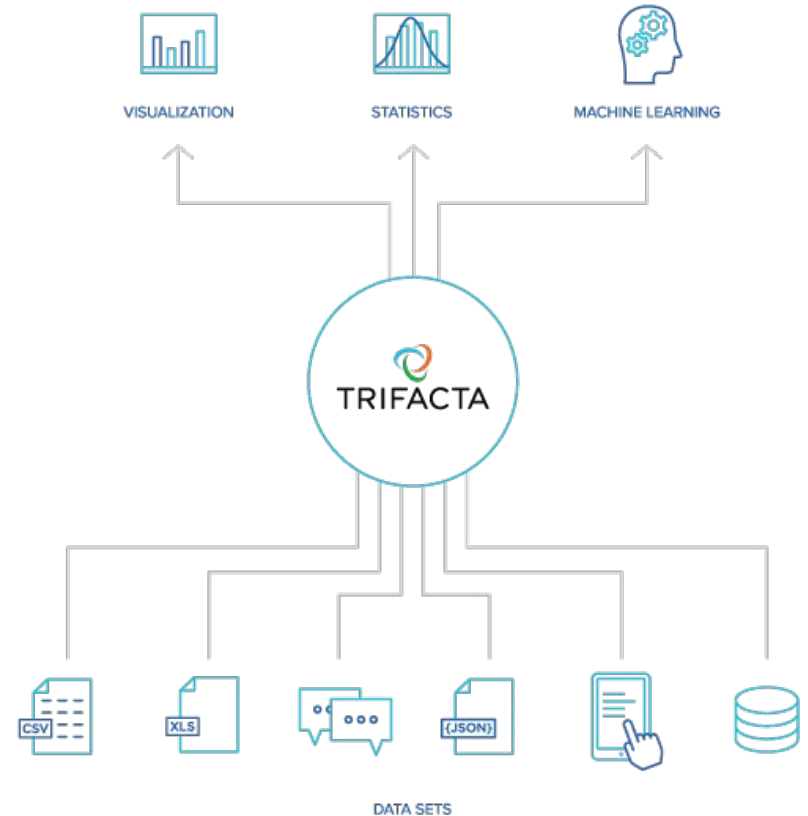 VISUALIZATION
STATISTICS
MACHINE LEARNING
TRIFACTA
CSV
XLS
{JSON}
DATA SETS